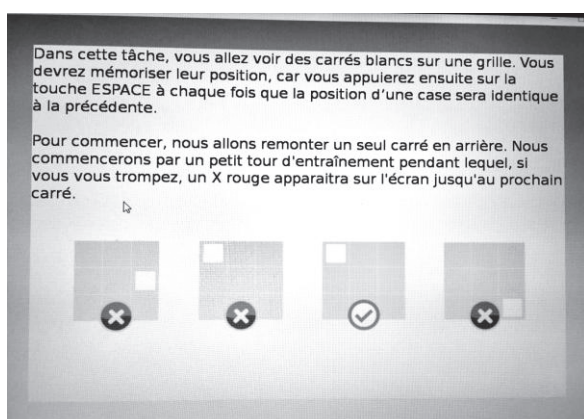 Dans cette tâche, vous allez voir des carrés blancs sur une grille. Vous
devrez mémoriser leur position, car vous appuierez ensuite sur la
touche ESPACE à chaque fois que la position d'une case sera identique
à la précédente.
Pour commencer, nous allons remonter un seul carré en arrière. Nous
commencerons par un petit tour d'entraînement pendant lequel, si
vous vous trompez, un X rouge apparaitra sur l'écran jusqu'au prochain
carré.